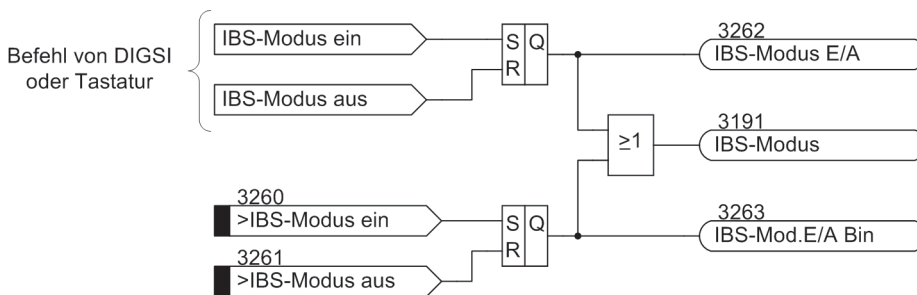 Befehl von DIGSI
oder Tastatur
IBS-Modus ein
IBS-Modus aus
S Q
R
3262
IBS-Modus E/A
≥1
3191
IBS-Modus
3260
>IBS-Modus ein
3261
>IBS-Modus aus
S Q
R
3263
IBS-Mod.E/A Bin